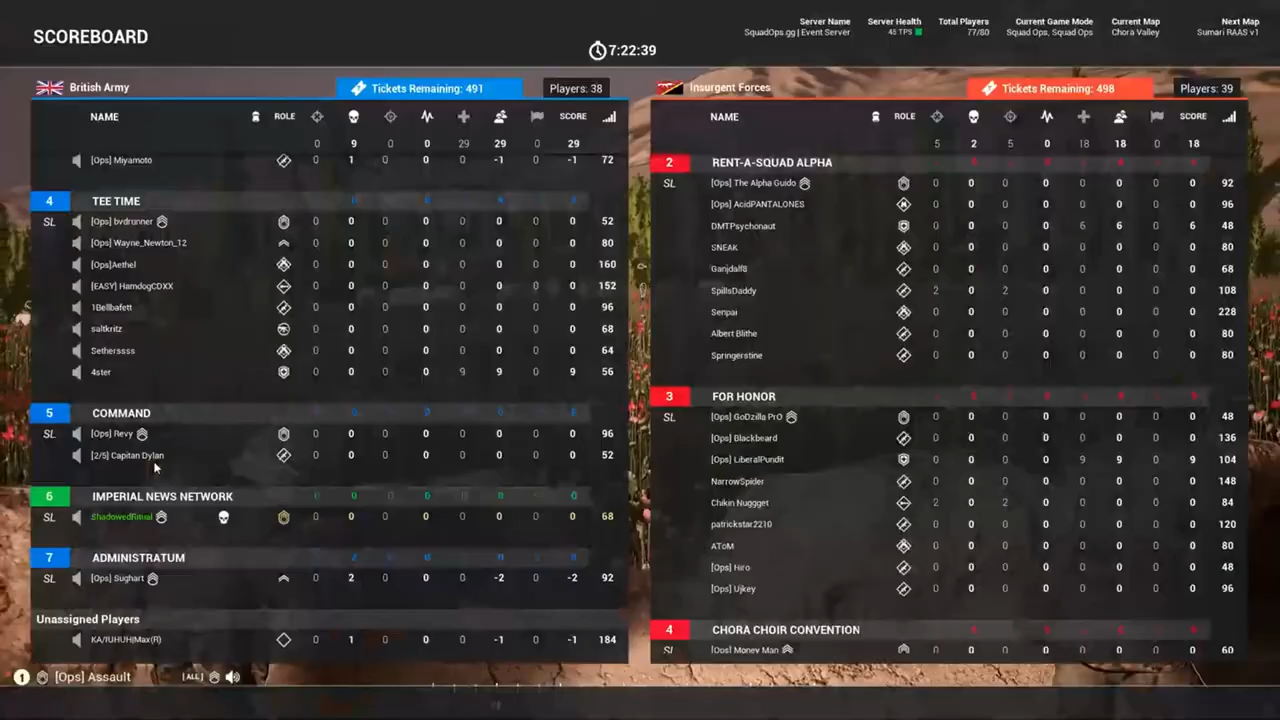 SCOREBOARD
7:22:39
Server Name
SquadOps.gg | Event Server
Server Health
45 TPS
Total Players
77/80
Current Game Mode
Squad Ops, Squad Ops
Current Map
Chora Valley
Next Map
Sumari RAAS v1
British Army
Tickets Remaining: 491
Players: 38
NAME ROLE SCORE
0 9 0 0 29 29 0 29
[Ops] Miyamoto 0 1 0 0 0 -1 0 -1 72
4 TEE TIME
SL [Ops] bvdrunner 0 0 0 0 0 0 0 0 52
[Ops] Wayne_Newton_12 0 0 0 0 0 0 0 0 80
[Ops]Aethel 0 0 0 0 0 0 0 0 160
[EASY] HamdogCDXX 0 0 0 0 0 0 0 0 152
1Bellbafett 0 0 0 0 0 0 0 0 96
saltkritz 0 0 0 0 0 0 0 0 68
Setherssss 0 0 0 0 0 0 0 0 64
4ster 0 0 0 0 9 9 0 9 56
5 COMMAND
SL [Ops] Revy 0 0 0 0 0 0 0 0 96
[2/5] Capitan Dylan 0 0 0 0 0 0 0 0 52
6 IMPERIAL NEWS NETWORK
SL ShadowedRitual 0 0 0 0 0 0 0 0 68
7 ADMINISTRATUM
SL [Ops] Sughart 0 2 0 0 0 -2 0 -2 92
Unassigned Players
KA/IUHUH(Max(R) 0 1 0 0 0 -1 0 -1 184
1 [Ops] Assault [ALL]
Insurgent Forces
Tickets Remaining: 498
Players: 39
NAME ROLE SCORE
5 2 5 0 18 18 0 18
2 RENT-A-SQUAD ALPHA
SL [Ops] The Alpha Guido 0 0 0 0 0 0 0 0 92
[Ops] AcidPANTALONES 0 0 0 0 0 0 0 0 96
DMTPsychonaut 0 0 0 0 6 6 0 6 48
SNEAK 0 0 0 0 0 0 0 0 80
Ganjdalf8 0 0 0 0 0 0 0 0 68
SpillsDaddy 2 0 2 0 0 0 0 0 108
Senpai 0 0 0 0 0 0 0 0 228
Albert Blithe 0 0 0 0 0 0 0 0 80
Springerstine 0 0 0 0 0 0 0 0 80
3 FOR HONOR
SL [Ops] GoDzilla PrO 0 0 0 0 0 0 0 0 48
[Ops] Blackbeard 0 0 0 0 0 0 0 0 136
[Ops] LiberalPundit 0 0 0 0 9 9 0 9 104
NarrowSpider 0 0 0 0 0 0 0 0 148
Chikin Nuggget 2 0 2 0 0 0 0 0 84
patrickstar2210 0 0 0 0 0 0 0 0 120
AToM 0 0 0 0 0 0 0 0 80
[Ops] Hiro 0 0 0 0 0 0 0 0 48
[Ops] Ujkey 0 0 0 0 0 0 0 0 96
4 CHORA CHOIR CONVENTION
SL [Ops] Money Man 0 0 0 0 0 0 0 0 60